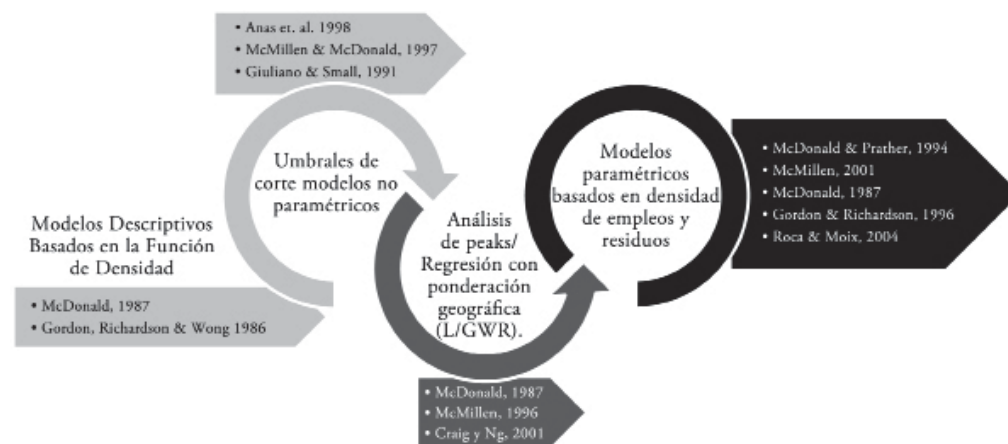 • Anas et. al. 1998
• McMillen & McDonald, 1997
• Giuliano & Small, 1991
Umbrales de
corte modelos no
paramétricos
Modelos Descriptivos
Basados en la Función
de Densidad
• McDonald, 1987
• Gordon, Richardson & Wong 1986
Análisis
de peaks/
Regresión con
ponderación
geográfica
(L/GWR).
• McDonald, 1987
• McMillen, 1996
• Craig y Ng, 2001
Modelos
paramétricos
basados en densidad
de empleos y
residuos
• McDonald & Prather, 1994
• McMillen, 2001
• McDonald, 1987
• Gordon & Richardson, 1996
• Roca & Moix, 2004